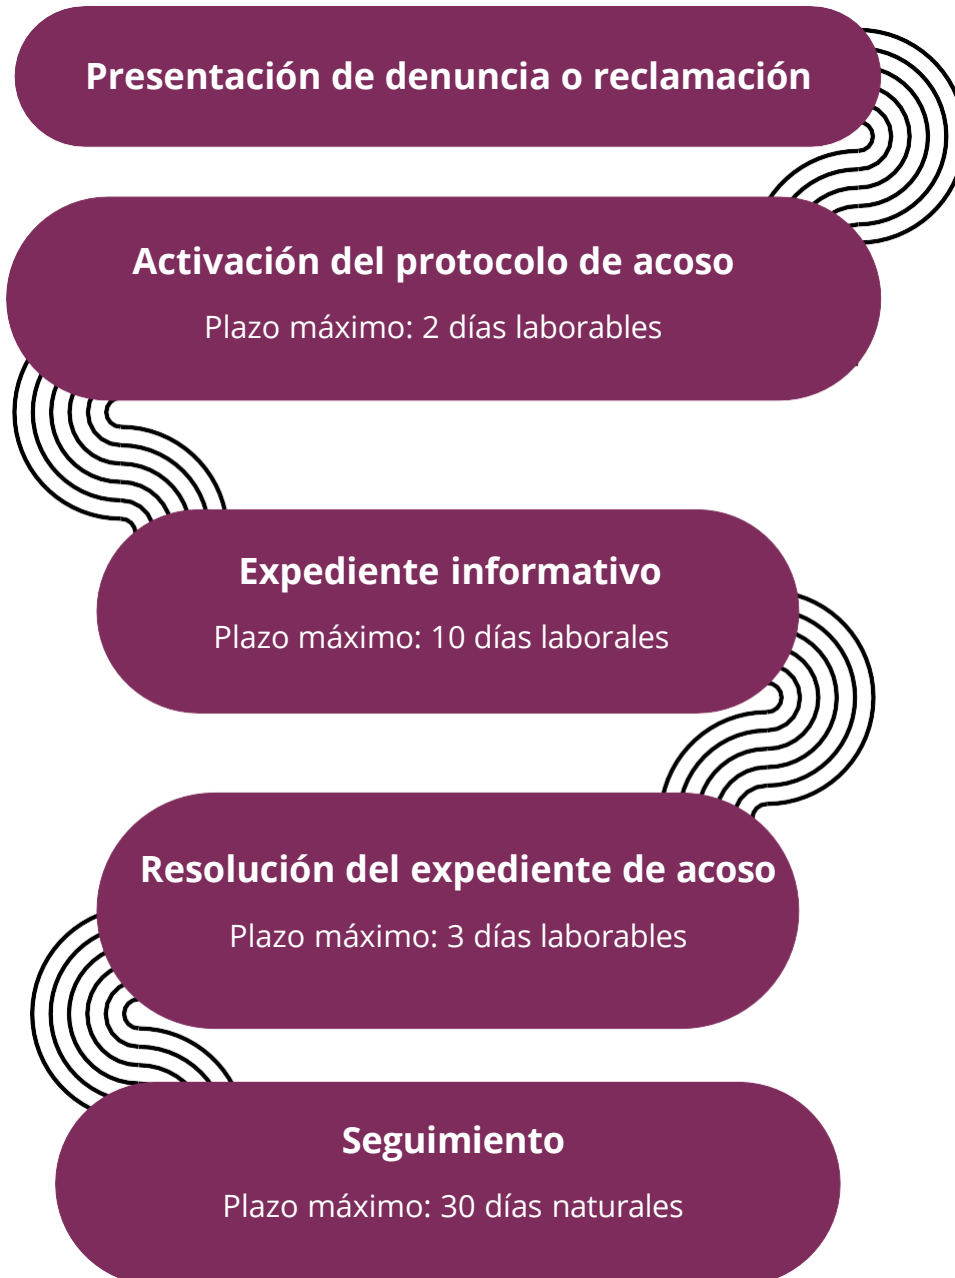 Presentación de denuncia o reclamación
Activación del protocolo de acoso
Plazo máximo: 2 días laborables
Expediente informativo
Plazo máximo: 10 días laborales
Resolución del expediente de acoso
Plazo máximo: 3 días laborables
Seguimiento
Plazo máximo: 30 días naturales